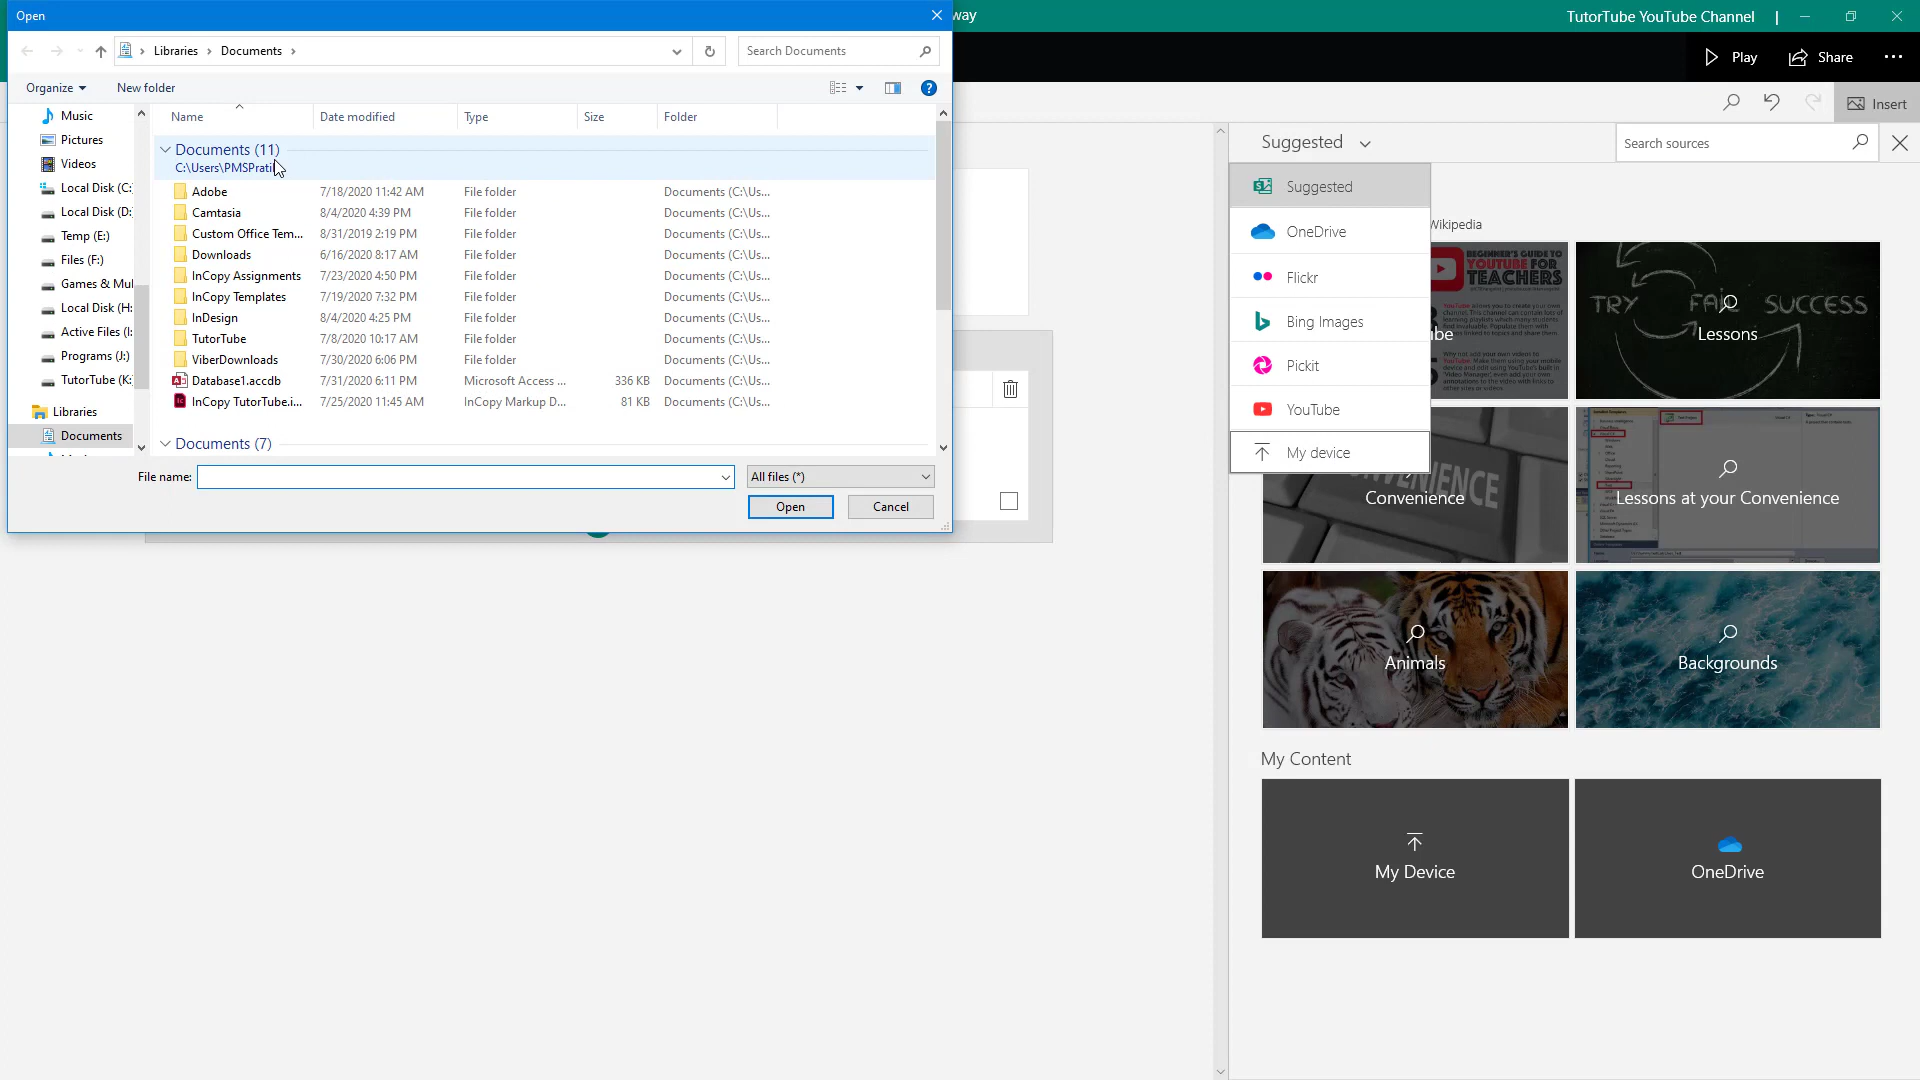 Open
way
TutorTube YouTube Channel
Libraries
Documents
Search Documents
Play
Share
Organize
New folder
Insert
Name
Date modified
Type
Size
Folder
Music
Pictures
Videos
Local Disk (C:
Local Disk (D:
Temp (E:)
Files (F:)
Games & Mul
Local Disk (H:
Active Files (I:
Programs (J:)
TutorTube (K:
Libraries
Documents
Documents (11)
C:\Users\PMSPrati
Adobe 7/18/2020 11:42 AM File folder Documents (C:\Us...
Camtasia 8/4/2020 4:39 PM File folder Documents (C:\Us...
Custom Office Tem... 8/31/2019 2:19 PM File folder Documents (C:\Us...
Downloads 6/16/2020 8:17 AM File folder Documents (C:\Us...
InCopy Assignments 7/23/2020 4:50 PM File folder Documents (C:\Us...
InCopy Templates 7/19/2020 7:32 PM File folder Documents (C:\Us...
InDesign 8/4/2020 4:25 PM File folder Documents (C:\Us...
TutorTube 7/8/2020 10:17 AM File folder Documents (C:\Us...
ViberDownloads 7/30/2020 6:06 PM File folder Documents (C:\Us...
Database1.accdb 7/31/2020 6:11 PM Microsoft Access ... 336 KB Documents (C:\Us...
InCopy TutorTube.i... 7/25/2020 11:45 AM InCopy Markup D... 81 KB Documents (C:\Us...
Documents (7)
File name:
All files (*)
Open
Cancel
Suggested
Search sources
Suggested
OneDrive
Flickr
Bing Images
Pickit
YouTube
My device
Wikipedia
BEGINNER'S GUIDE TO
YOUTUBE FOR
TEACHERS
be
TRY FAIL SUCCESS
Lessons
CONVENIENCE
Convenience
Lessons at your Convenience
Animals
Backgrounds
My Content
My Device
OneDrive